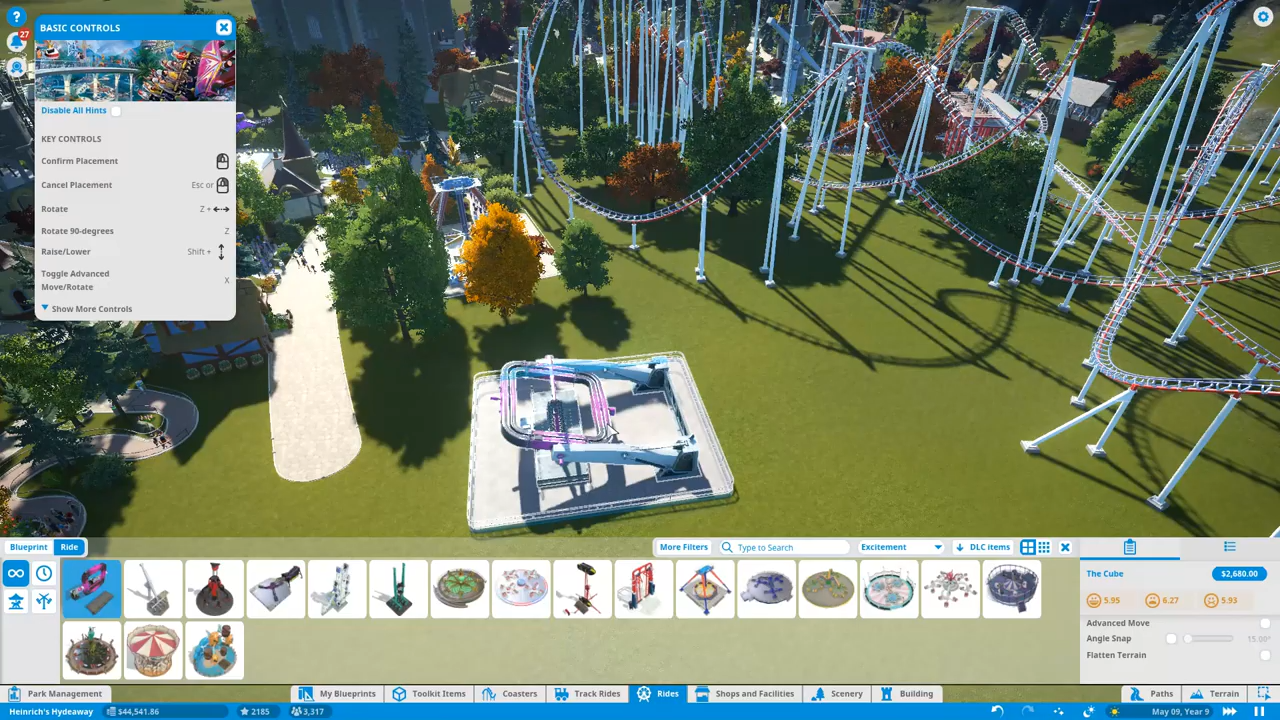 ?
BASIC CONTROLS
27
Disable All Hints
KEY CONTROLS
Confirm Placement
Cancel Placement Esc or
Rotate Z +
Rotate 90-degrees Z
Raise/Lower Shift +
Toggle Advanced
Move/Rotate X
Show More Controls
Blueprint Ride More Filters Type to Search Excitement DLC items
The Cube $2,680.00
5.95 6.27 5.93
Advanced Move
Angle Snap 15.00°
Flatten Terrain
Park Management My Blueprints Toolkit Items Coasters Track Rides Rides Shops and Facilities Scenery Building Paths Terrain
Heinrich's Hydeaway $44,541.86 2185 3,317 May 09, Year 9